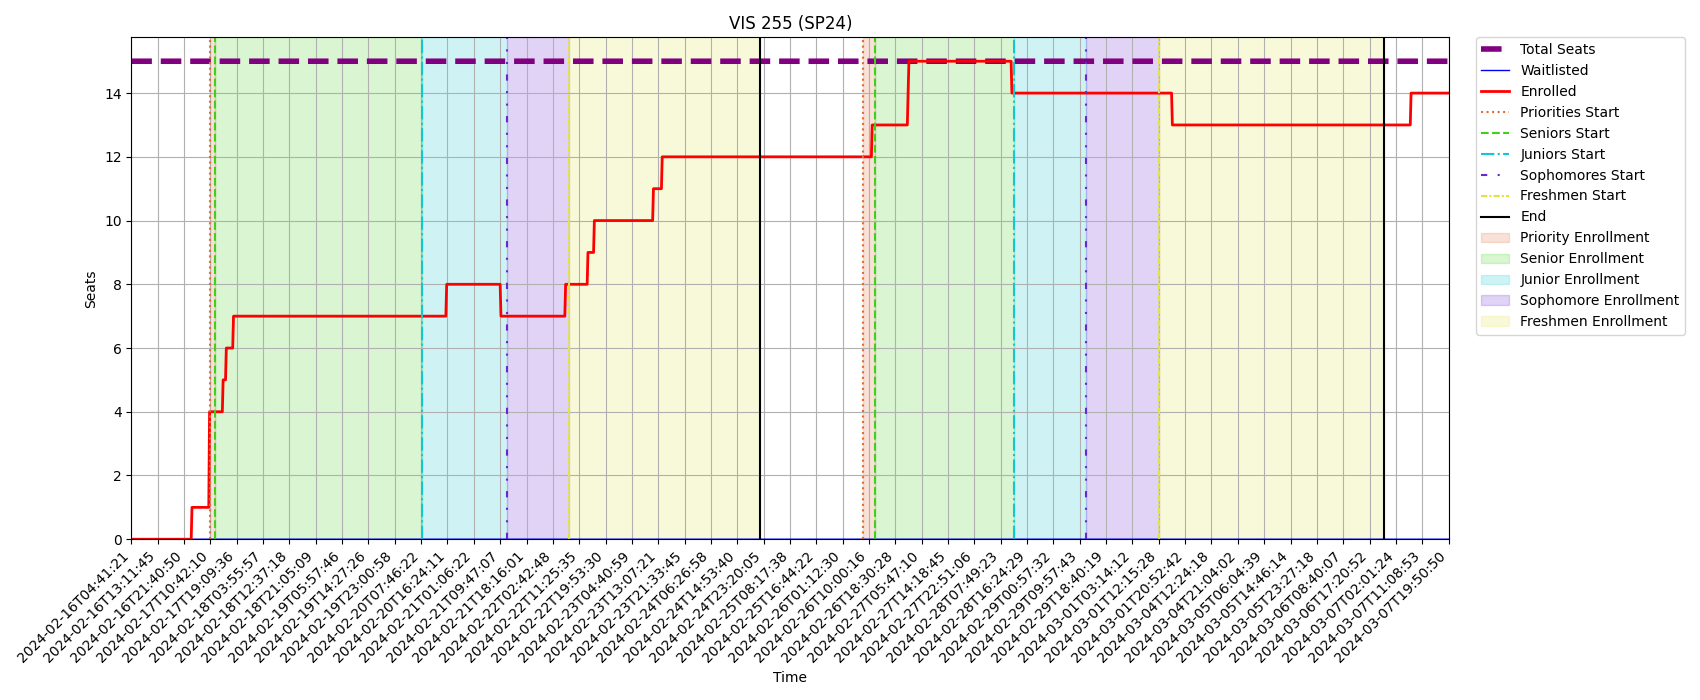 VIS 255 (SP24)
Total Seats
Waitlisted
Enrolled
Priorities Start
Seniors Start
Juniors Start
Sophomores Start
Freshmen Start
End
Priority Enrollment
Senior Enrollment
Junior Enrollment
Sophomore Enrollment
Freshmen Enrollment
Seats
14
12
10
8
6
4
2
0
2024-02-16T04:41:21
2024-02-16T13:11:45
2024-02-16T21:40:50
2024-02-17T10:42:10
2024-02-17T19:09:36
2024-02-18T03:55:57
2024-02-18T12:37:18
2024-02-18T21:05:09
2024-02-19T05:57:46
2024-02-19T14:27:26
2024-02-19T23:00:58
2024-02-20T07:46:22
2024-02-20T16:24:11
2024-02-21T01:06:22
2024-02-21T09:47:07
2024-02-21T18:16:01
2024-02-22T02:42:48
2024-02-22T11:25:35
2024-02-22T19:53:30
2024-02-23T04:40:59
2024-02-23T13:07:21
2024-02-23T21:33:45
2024-02-24T06:26:58
2024-02-24T14:53:40
2024-02-24T23:20:05
2024-02-25T08:17:38
2024-02-25T16:44:22
2024-02-26T01:12:30
2024-02-26T10:00:16
2024-02-26T18:30:28
2024-02-27T05:47:10
2024-02-27T14:18:45
2024-02-27T22:51:06
2024-02-28T07:49:23
2024-02-28T16:24:29
2024-02-29T00:57:32
2024-02-29T09:57:43
2024-02-29T18:40:19
2024-03-01T03:14:12
2024-03-01T12:15:28
2024-03-01T20:52:42
2024-03-04T12:24:18
2024-03-04T21:04:02
2024-03-05T06:04:39
2024-03-05T14:46:14
2024-03-05T23:27:18
2024-03-06T08:40:07
2024-03-06T17:20:52
2024-03-07T02:01:24
2024-03-07T11:08:53
2024-03-07T19:50:50
Time